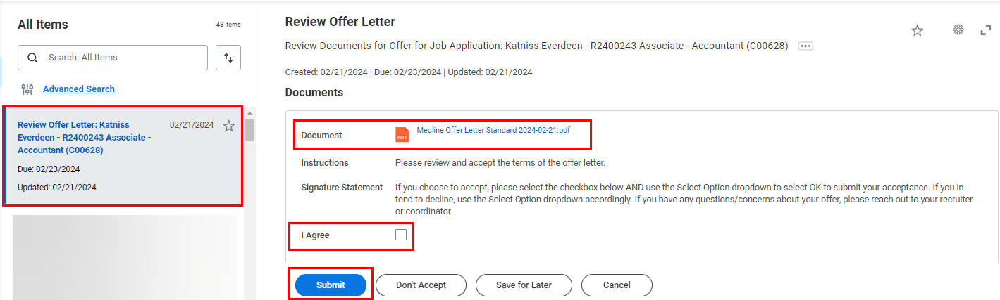 All Items
48 items
Search: All Items
Advanced Search
Review Offer Letter: Katniss
Everdeen - R2400243 Associate -
Accountant (C00628)
02/21/2024
Due: 02/23/2024
Updated: 02/21/2024
Review Offer Letter
Review Documents for Offer for Job Application: Katniss Everdeen - R2400243 Associate - Accountant (C00628)
Created: 02/21/2024 | Due: 02/23/2024 | Updated: 02/21/2024
Documents
Document
PDF
Medline Offer Letter Standard 2024-02-21.pdf
Instructions
Please review and accept the terms of the offer letter.
Signature Statement
If you choose to accept, please select the checkbox below AND use the Select Option dropdown to select OK to submit your acceptance. If you in-
tend to decline, use the Select Option dropdown accordingly. If you have any questions/concerns about your offer, please reach out to your recruiter
or coordinator.
I Agree
Submit
Don't Accept
Save for Later
Cancel